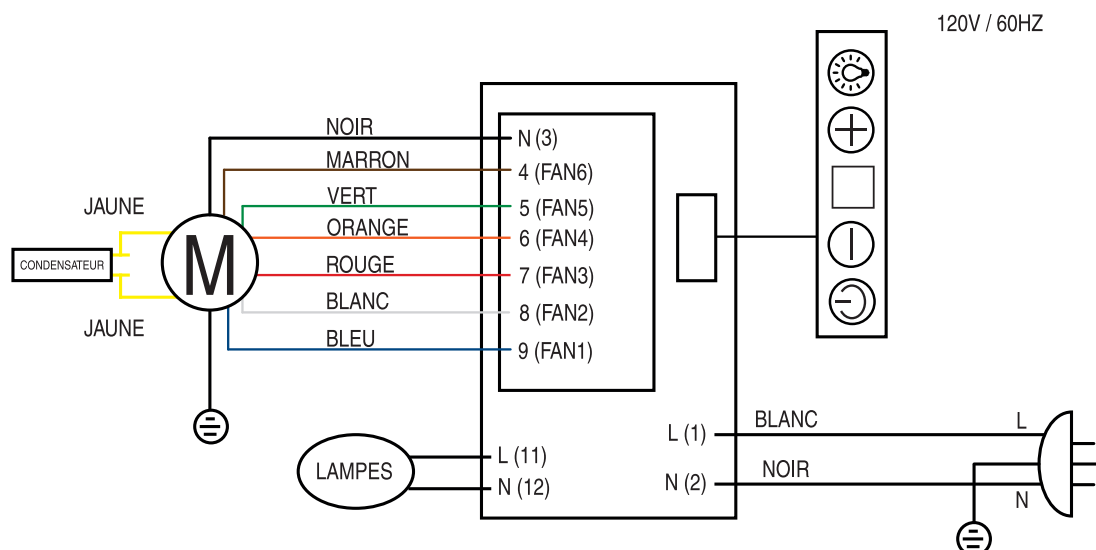 120V / 60HZ
NOIR
N (3)
MARRON
4 (FAN6)
VERT
5 (FAN5)
JAUNE
ORANGE
6 (FAN4)
CONDENSATEUR
M
ROUGE
7 (FAN3)
BLANC
8 (FAN2)
JAUNE
BLEU
9 (FAN1)
L (1)
BLANC
L
LAMPES
L (11)
N (12)
N (2)
NOIR
N